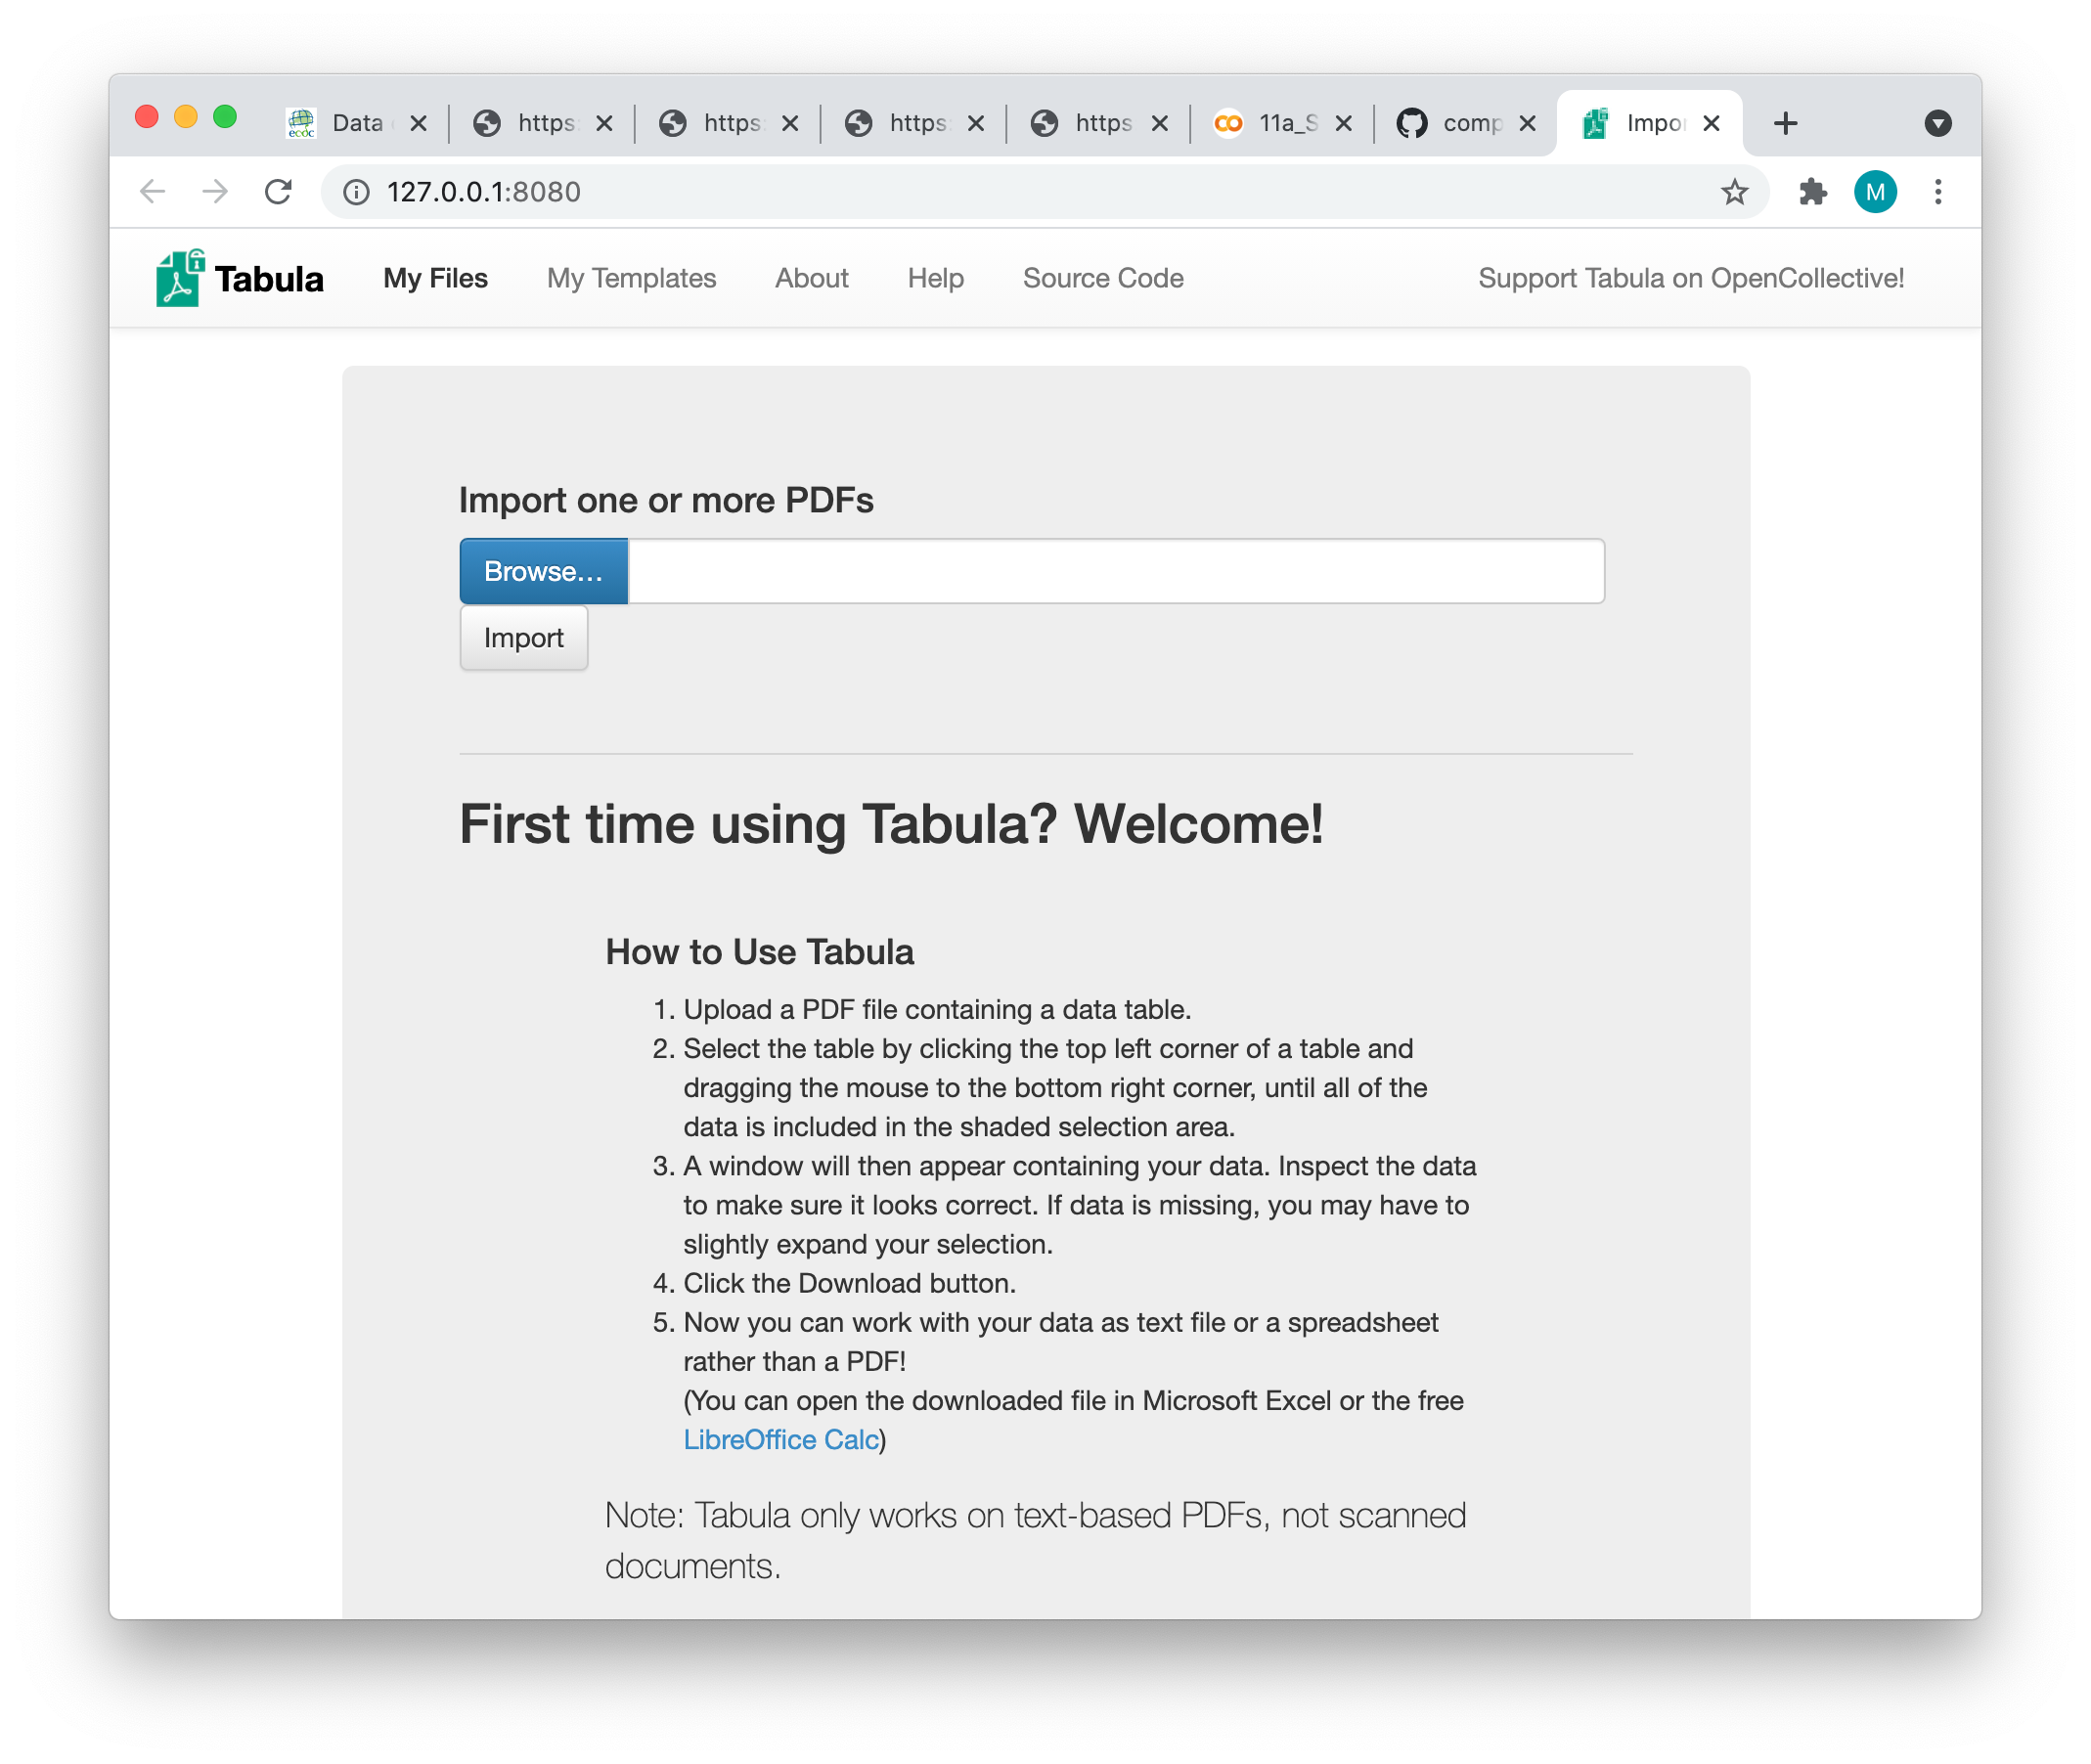 ecdc Data https: https: https: https 11a_S comp Impor
127.0.0.1:8080 M
Tabula My Files My Templates About Help Source Code Support Tabula on OpenCollective!
Import one or more PDFs
Browse...
Import
First time using Tabula? Welcome!
How to Use Tabula
1. Upload a PDF file containing a data table.
2. Select the table by clicking the top left corner of a table and
dragging the mouse to the bottom right corner, until all of the
data is included in the shaded selection area.
3. A window will then appear containing your data. Inspect the data
to make sure it looks correct. If data is missing, you may have to
slightly expand your selection.
4. Click the Download button.
5. Now you can work with your data as text file or a spreadsheet
rather than a PDF!
(You can open the downloaded file in Microsoft Excel or the free
LibreOffice Calc)
Note: Tabula only works on text-based PDFs, not scanned
documents.